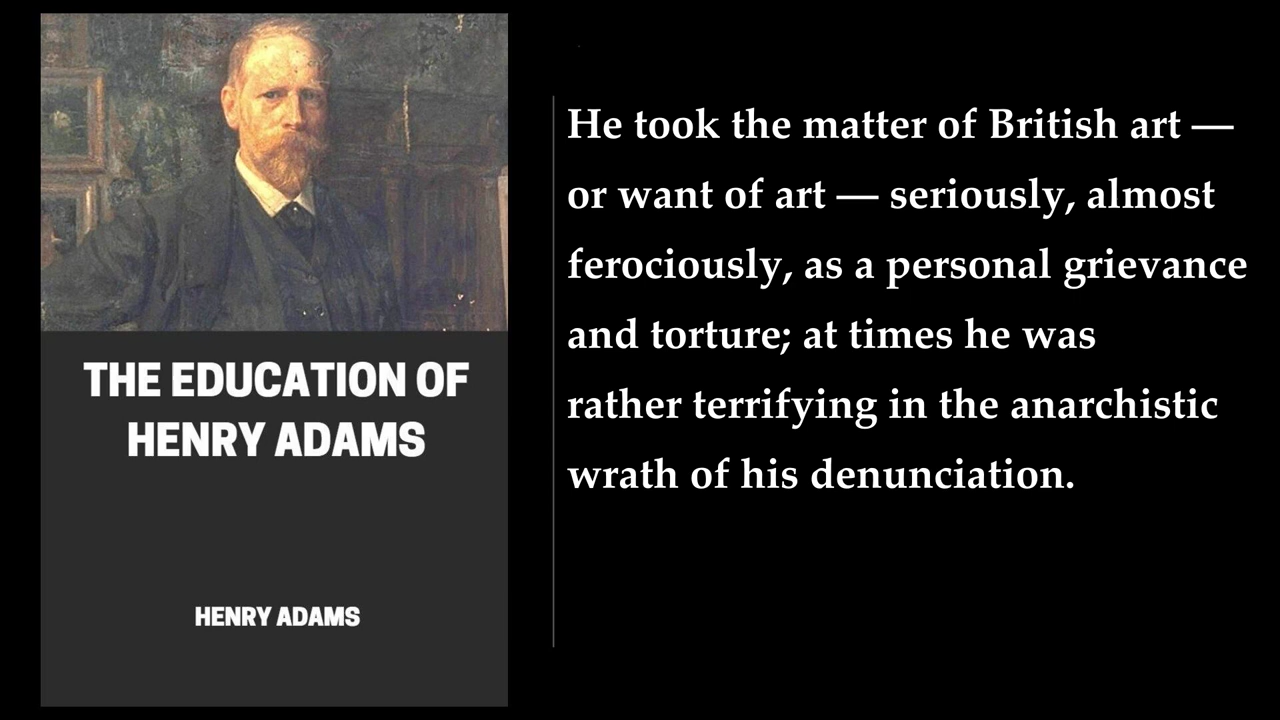 THE EDUCATION OF
HENRY ADAMS
HENRY ADAMS
He took the matter of British art —
or want of art — seriously, almost
ferociously, as a personal grievance
and torture; at times he was
rather terrifying in the anarchistic
wrath of his denunciation.